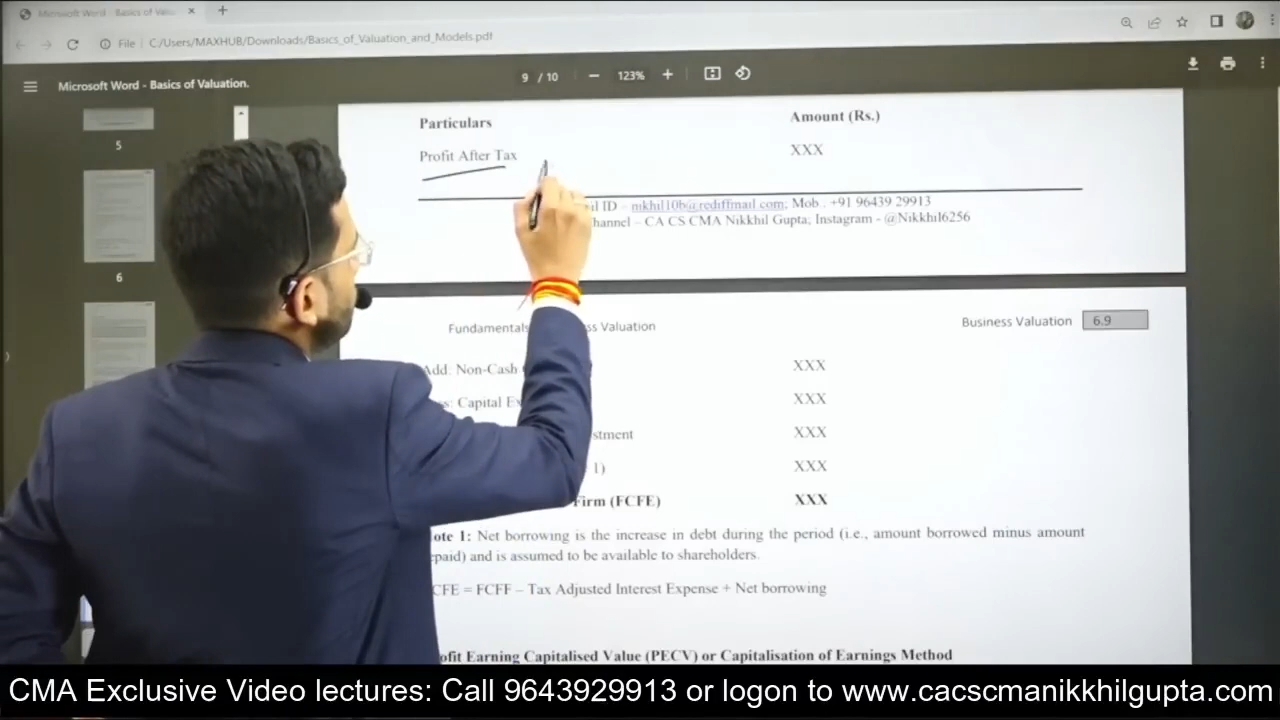 Microsoft Word - Basics of Valu
File C:/Users/MAXHUB/Downloads/Basics_of_Valuation_and_Models.pdf
Microsoft Word - Basics of Valuation.
9 / 10
123%
5
6
Particulars Amount (Rs.)
Profit After Tax XXX
ID – nikhil10b@rediffmail.com; Mob . +91 96439 29913
hannel – CA CS CMA Nikkhil Gupta; Instagram - @Nikkhil6256
Fundamentals ss Valuation Business Valuation 6.9
Add: Non-Cash XXX
s: Capital Ex XXX
stment XXX
1) XXX
Firm (FCFE) XXX
ote 1: Net borrowing is the increase in debt during the period (i.e., amount borrowed minus amount
paid) and is assumed to be available to shareholders.
CFE = FCFF – Tax Adjusted Interest Expense + Net borrowing
ofit Earning Capitalised Value (PECV) or Capitalisation of Earnings Method
CMA Exclusive Video lectures: Call 9643929913 or logon to www.cacscmanikkhilgupta.com